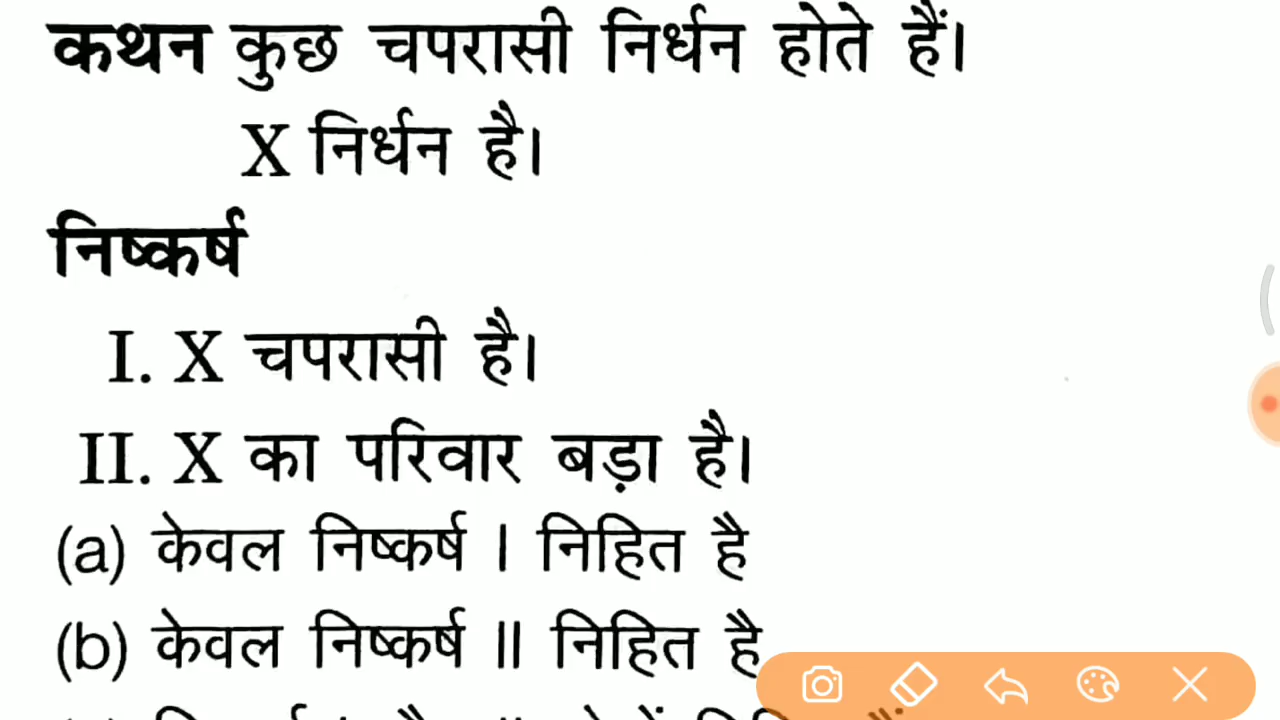 कथन कुछ चपरासी निर्धन होते हैं।
X निर्धन है।
निष्कर्ष
I. X चपरासी है।
II. X का परिवार बड़ा है।
(a) केवल निष्कर्ष I निहित है
(b) केवल निष्कर्ष II निहित है